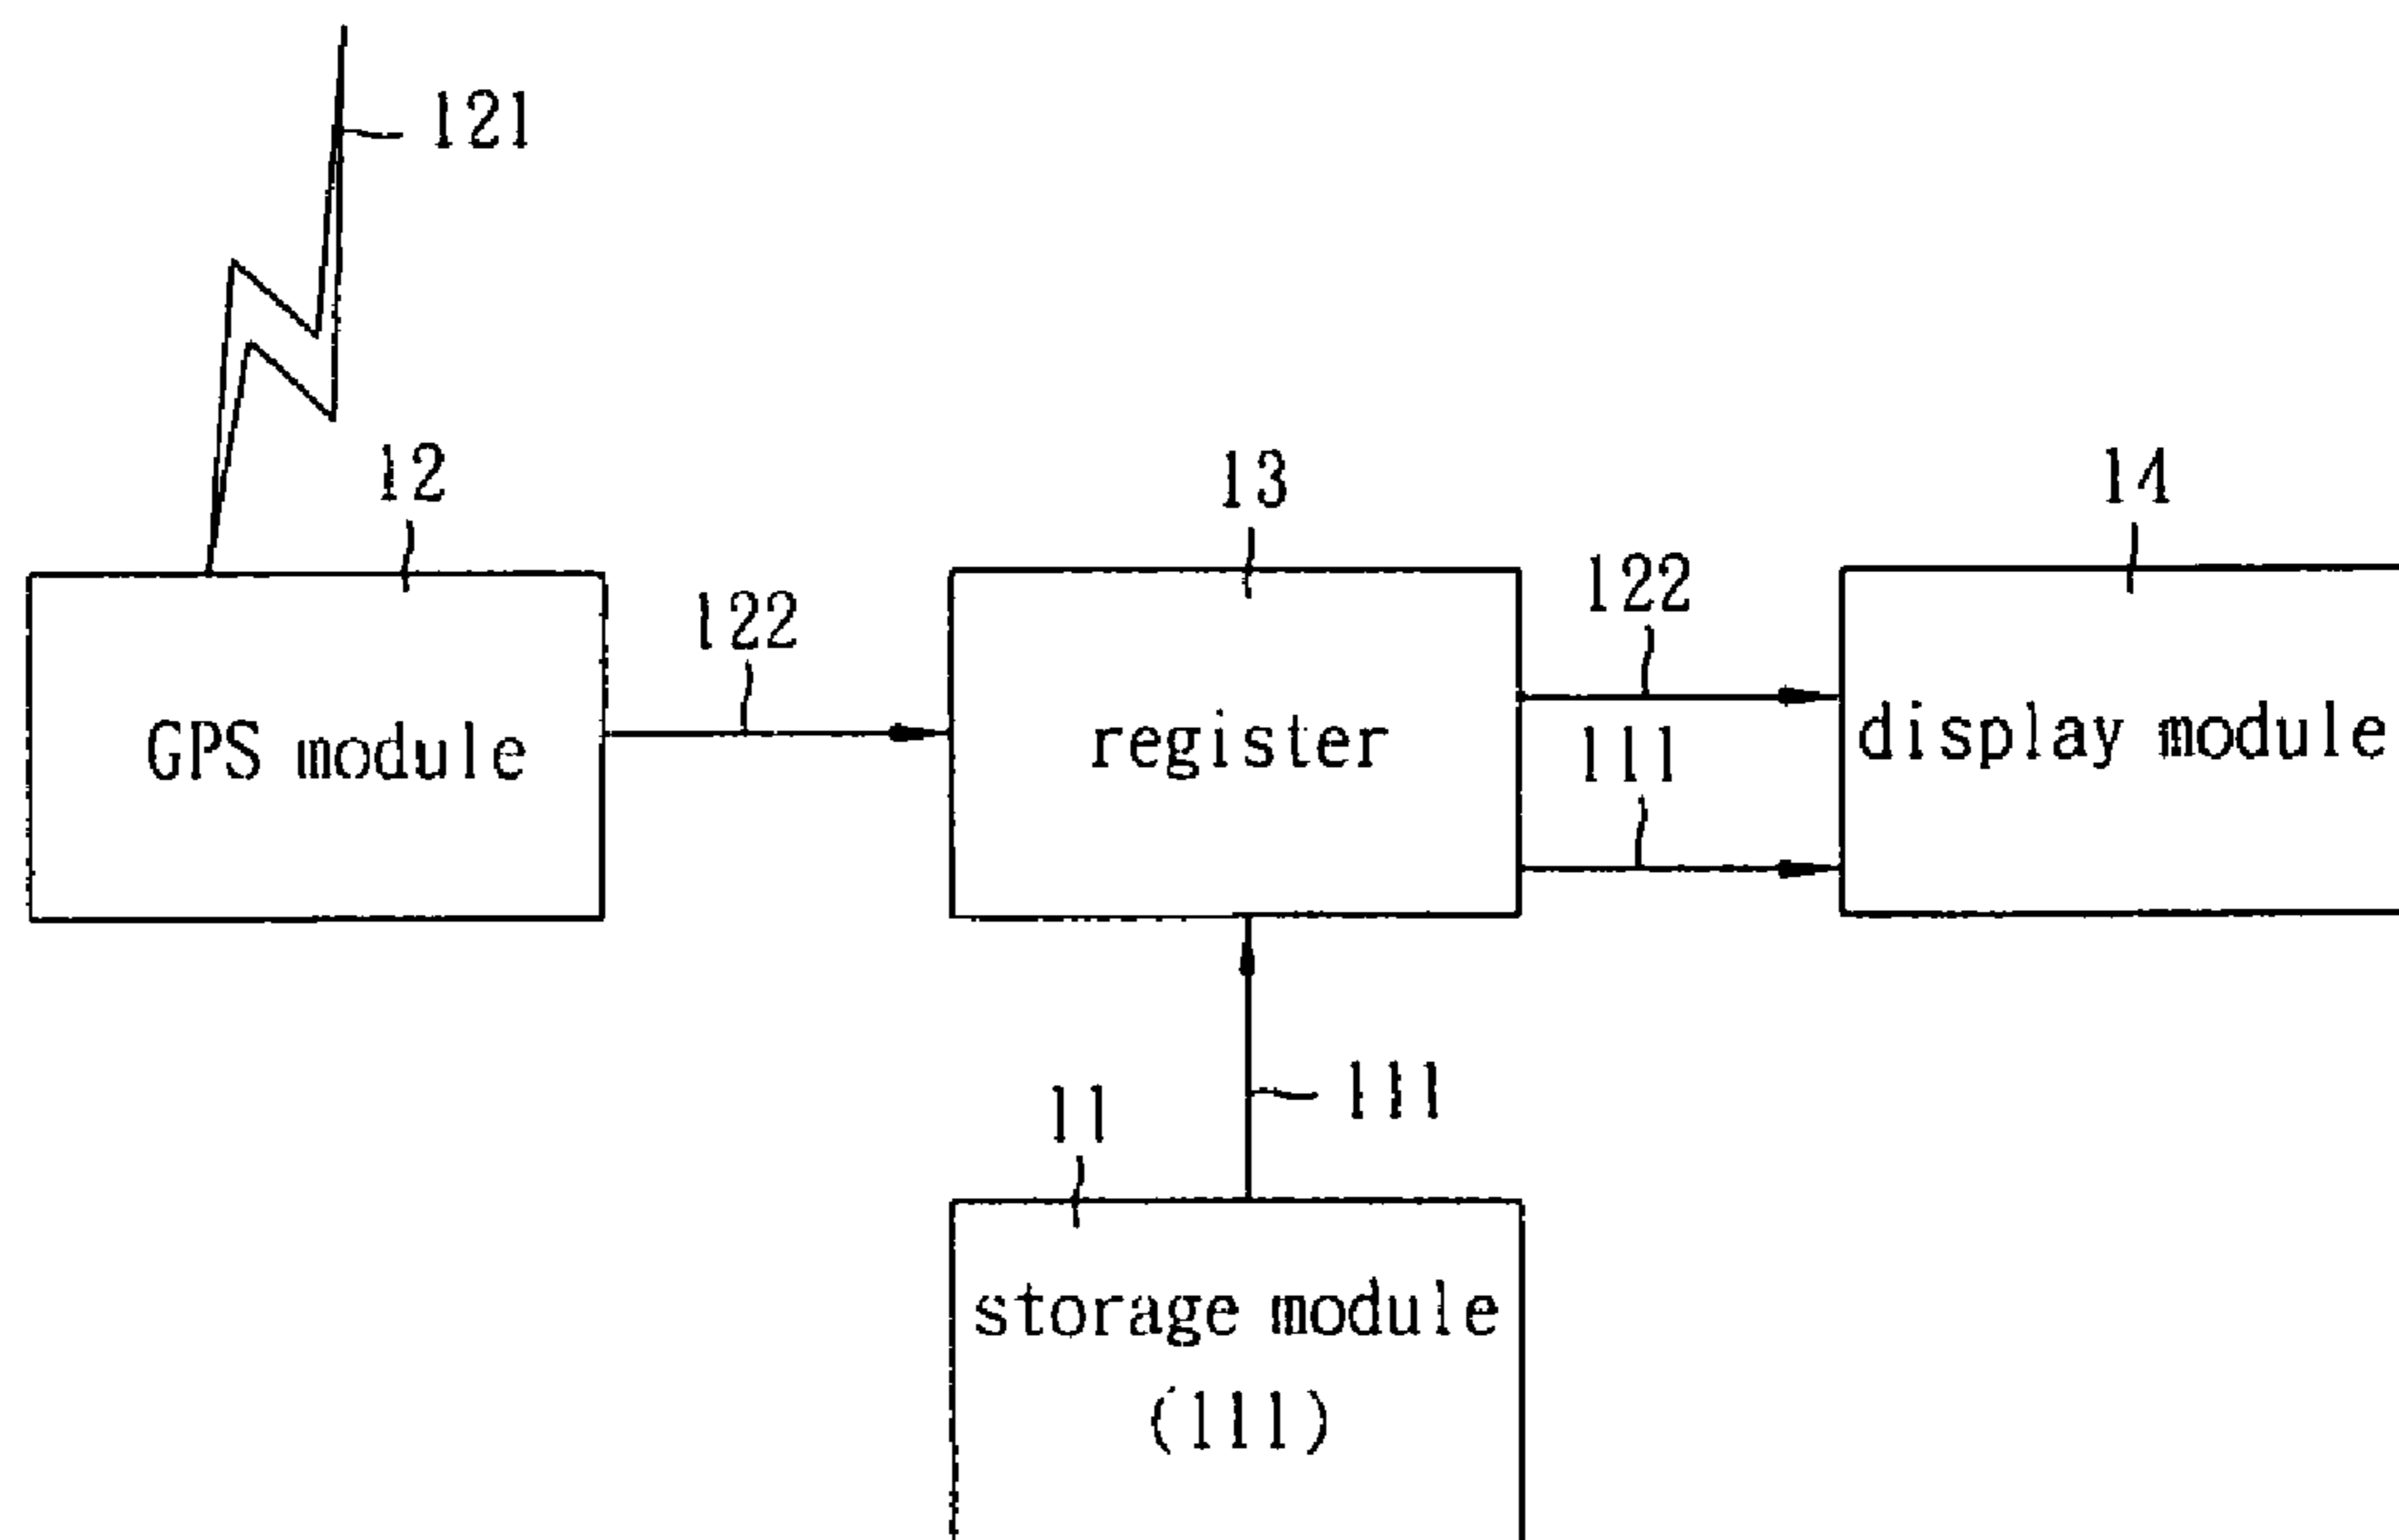 121
12
13
14
122
122
GPS module
register
111
display module
111
11
storage module
(111)